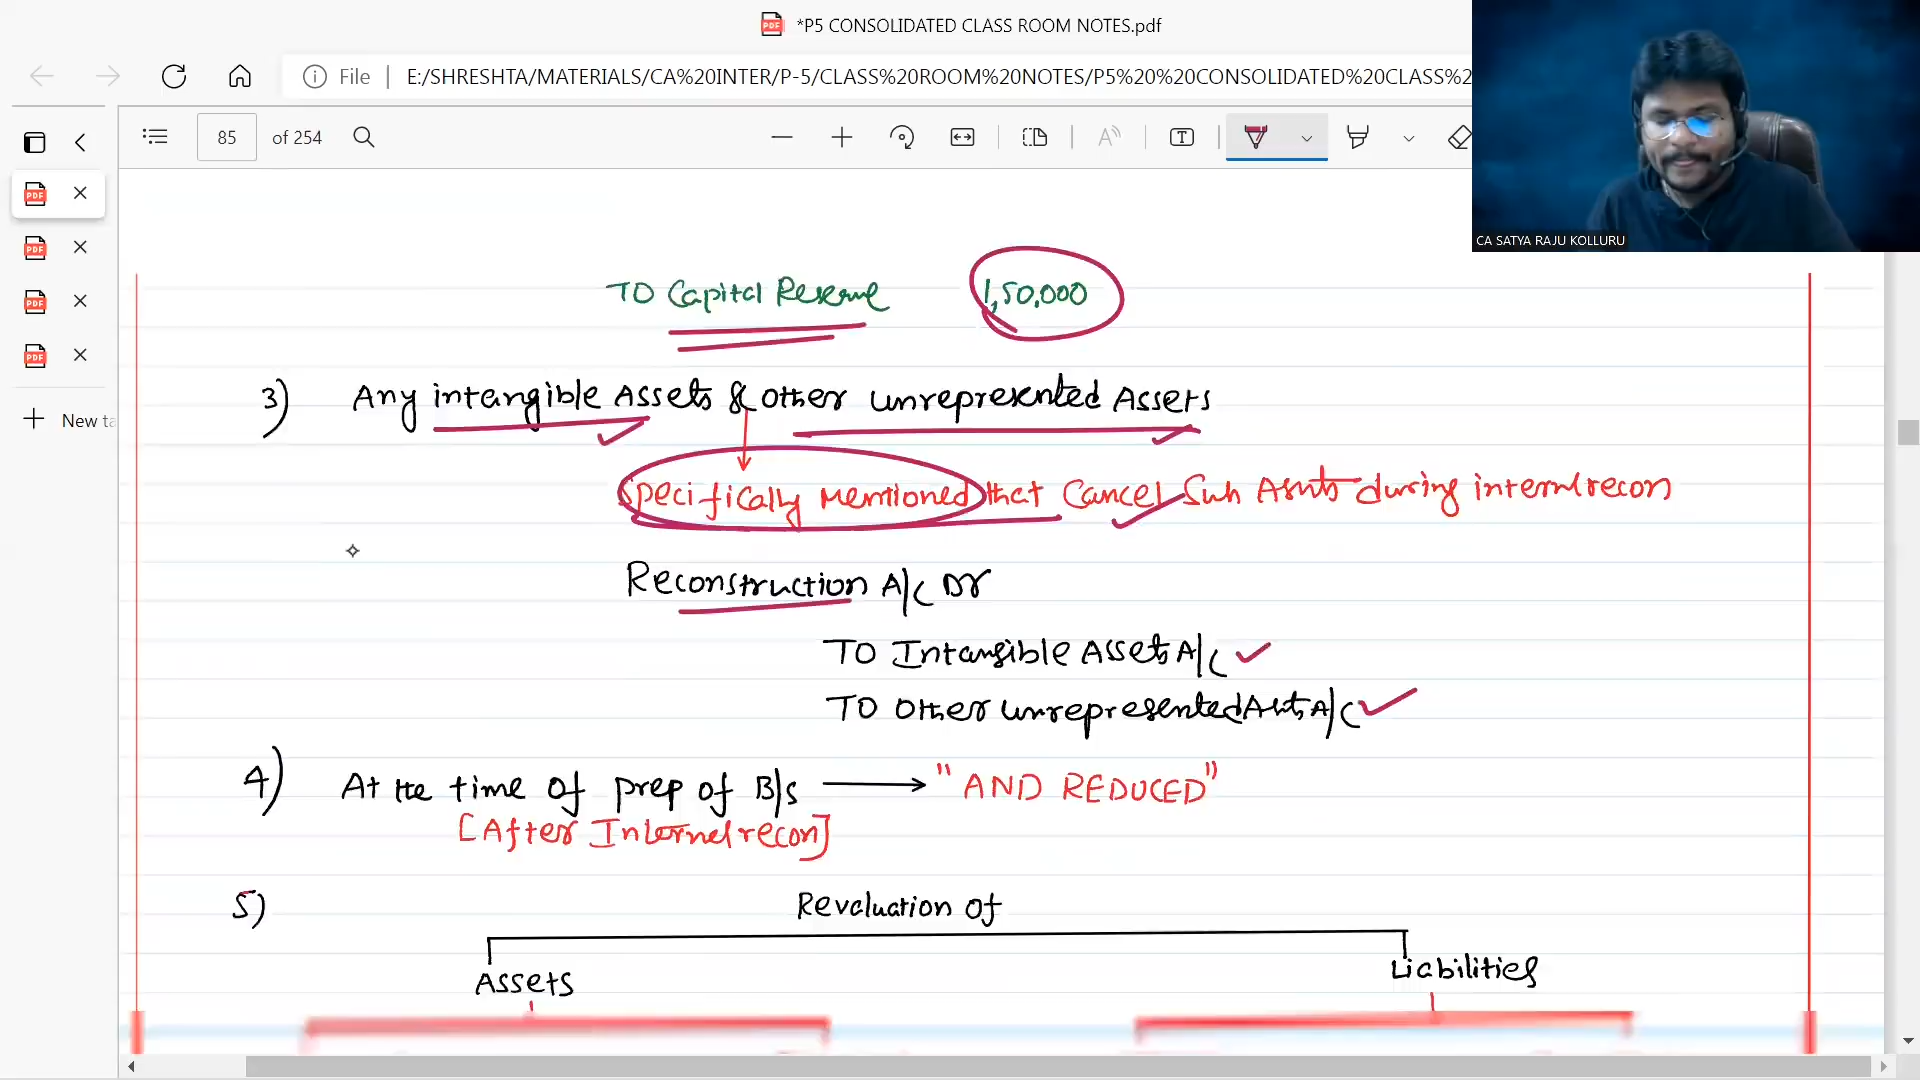 *P5 CONSOLIDATED CLASS ROOM NOTES.pdf
File E:/SHRESHTA/MATERIALS/CA%20INTER/P-5/CLASS%20ROOM%20NOTES/P5%20%20CONSOLIDATED%20CLASS%2
85 of 254
CA SATYA RAJU KOLLURU
New ta
TO Capital Reserve 1,50,000
3) Any intangible Assets & other unrepresented Assets
Specifically Mentioned that Cancel Such Assets during internal recon
Reconstruction A/c Dr
TO Intangible Assets A/c
TO Other unrepresented Assets A/c
4) At the time of prep of B/s → "AND REDUCED"
[After Internel recon]
5) Revaluation of
Assets Liabilities